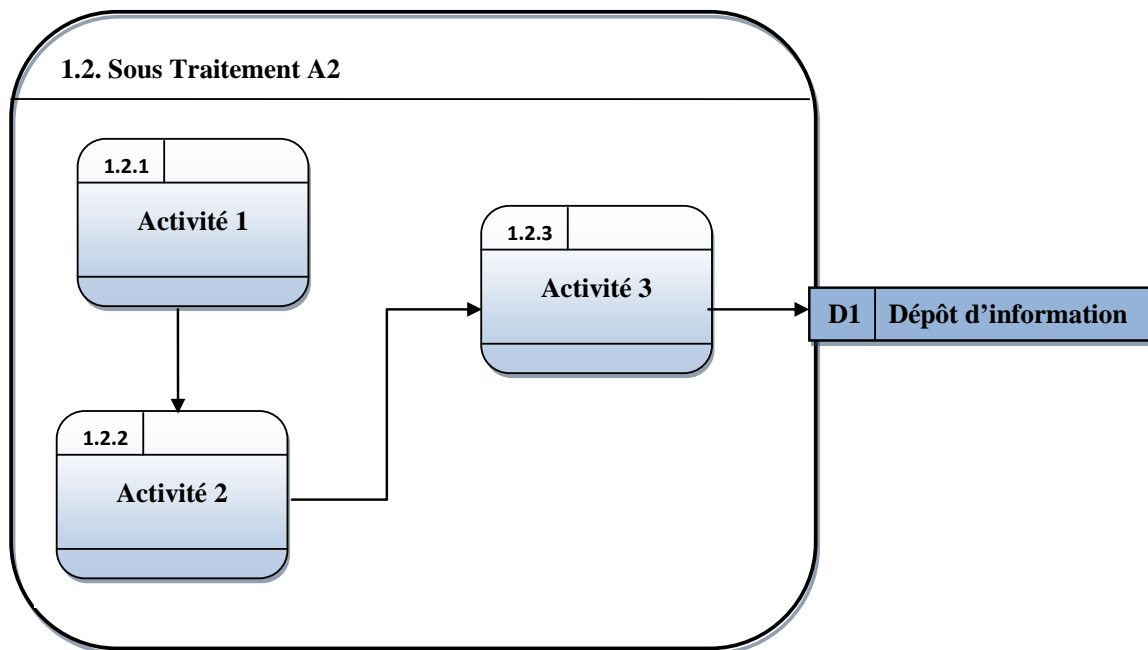 1.2. Sous Traitement A2
1.2.1
Activité 1
1.2.3
Activité 3
D1 Dépôt d’information
1.2.2
Activité 2